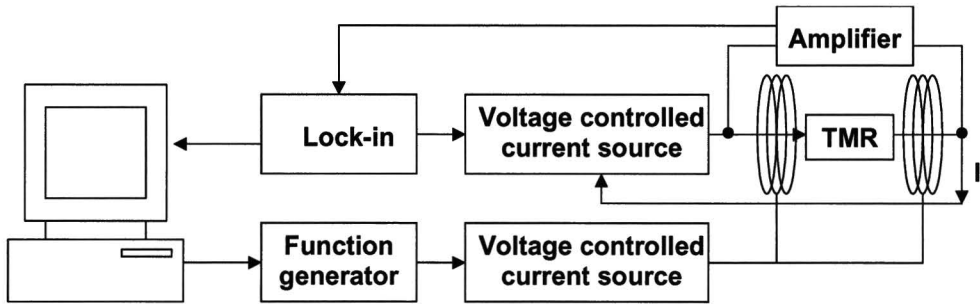 Amplifier
Lock-in
Voltage controlled
current source
TMR
I
Function
generator
Voltage controlled
current source